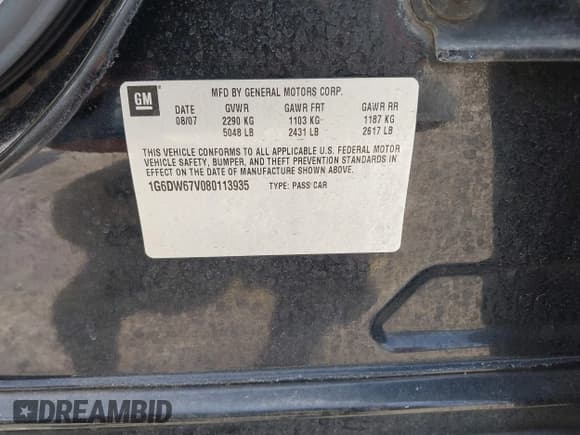 GM
MFD BY GENERAL MOTORS CORP.
DATE GVWR GAWR FRT GAWR RR
08/07 2290 KG 1103 KG 1187 KG
5048 LB 2431 LB 2617 LB
THIS VEHICLE CONFORMS TO ALL APPLICABLE U.S. FEDERAL MOTOR
VEHICLE SAFETY, BUMPER, AND THEFT PREVENTION STANDARDS IN
EFFECT ON THE DATE OF MANUFACTURE SHOWN ABOVE.
1G6DW67V080113935 TYPE: PASS CAR
DREAMBID